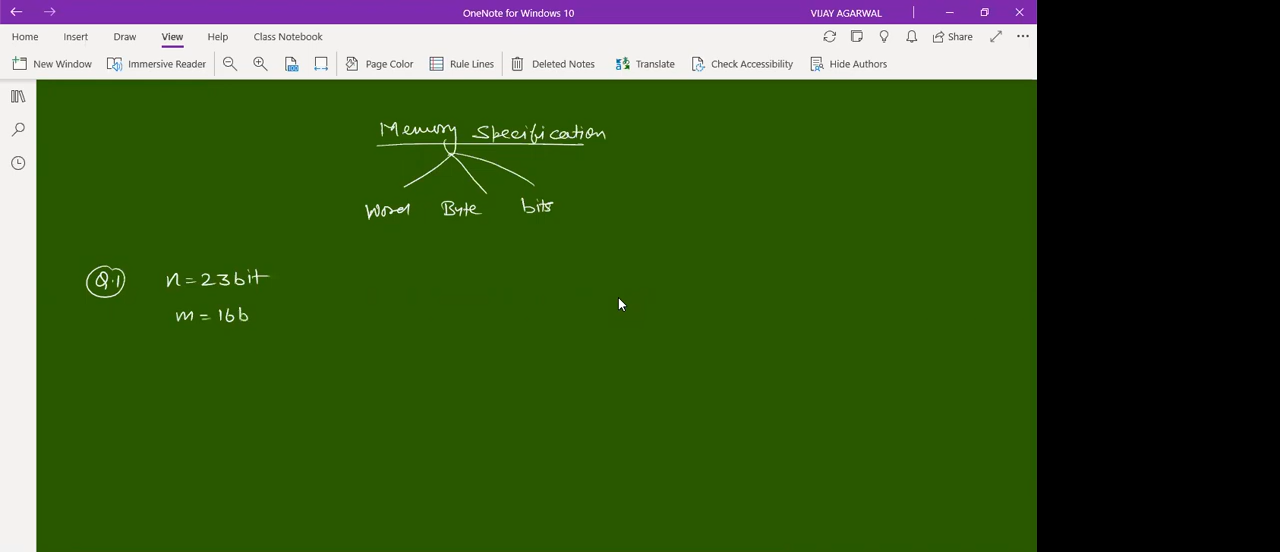 OneNote for Windows 10
VIJAY AGARWAL
Home Insert Draw View Help Class Notebook
Share
New Window Immersive Reader Page Color Rule Lines Deleted Notes Translate Check Accessibility Hide Authors
Memory Specification
Word Byte bits
Q.1 n = 23 bit
m = 16b